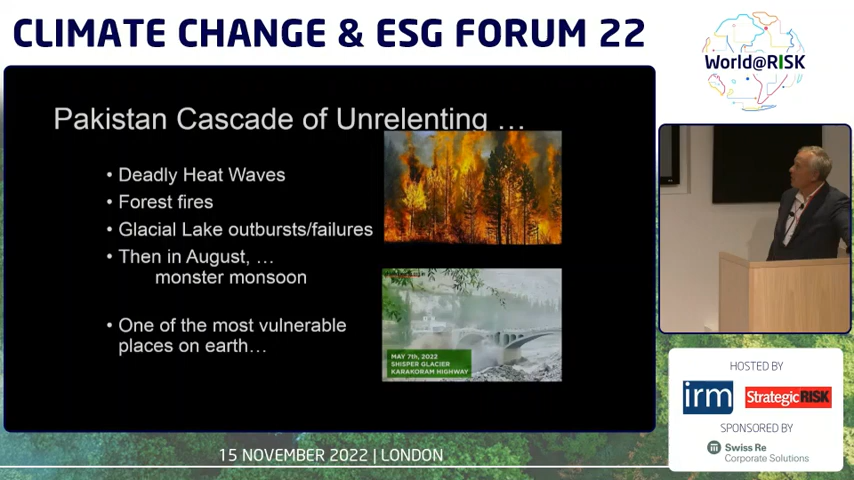 CLIMATE CHANGE & ESG FORUM 22
World@RISK
Pakistan Cascade of Unrelenting …
• Deadly Heat Waves
• Forest fires
• Glacial Lake outbursts/failures
• Then in August, …
monster monsoon
• One of the most vulnerable
places on earth…
MAY 7th, 2022
SHISPER GLACIER
KARAKORAM HIGHWAY
HOSTED BY
irm
StrategicRISK
SPONSORED BY
Swiss Re
Corporate Solutions
15 NOVEMBER 2022 | LONDON